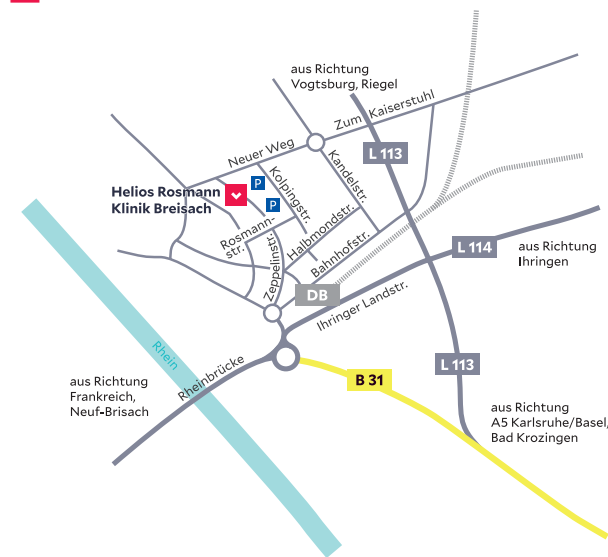 aus Richtung
Vogtsburg, Riegel
Zum Kaiserstuhl
Neuer Weg
L 113
Kandelstr.
Kolpingstr.
P
P
Helios Rosmann
Klinik Breisach
Rosmann-
str.
Halbmondstr.
Zeppelinstr.
Bahnhofstr.
L 114
aus Richtung
Ihringen
DB
Ihringer Landstr.
Rhein
Rheinbrücke
L 113
B 31
aus Richtung
Frankreich,
Neuf-Brisach
aus Richtung
A5 Karlsruhe/Basel,
Bad Krozingen